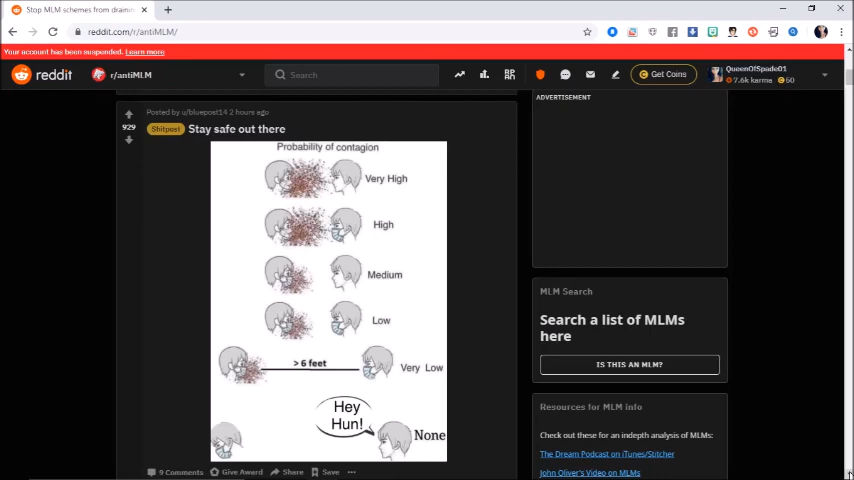 Stop MLM schemes from drainin
reddit.com/r/antiMLM/
Your account has been suspended. Learn more
reddit
r/antiMLM
Search
Get Coins
QueenOfSpade01
7.6k karma 50
Posted by u/bluepost14 2 hours ago
929
Shitpost Stay safe out there
Probability of contagion
Very High
High
Medium
Low
> 6 feet
Very Low
Hey
Hun!
None
9 Comments Give Award Share Save
ADVERTISEMENT
MLM Search
Search a list of MLMs
here
IS THIS AN MLM?
Resources for MLM info
Check out these for an indepth analysis of MLMs:
The Dream Podcast on iTunes/Stitcher
John Oliver's Video on MLMs